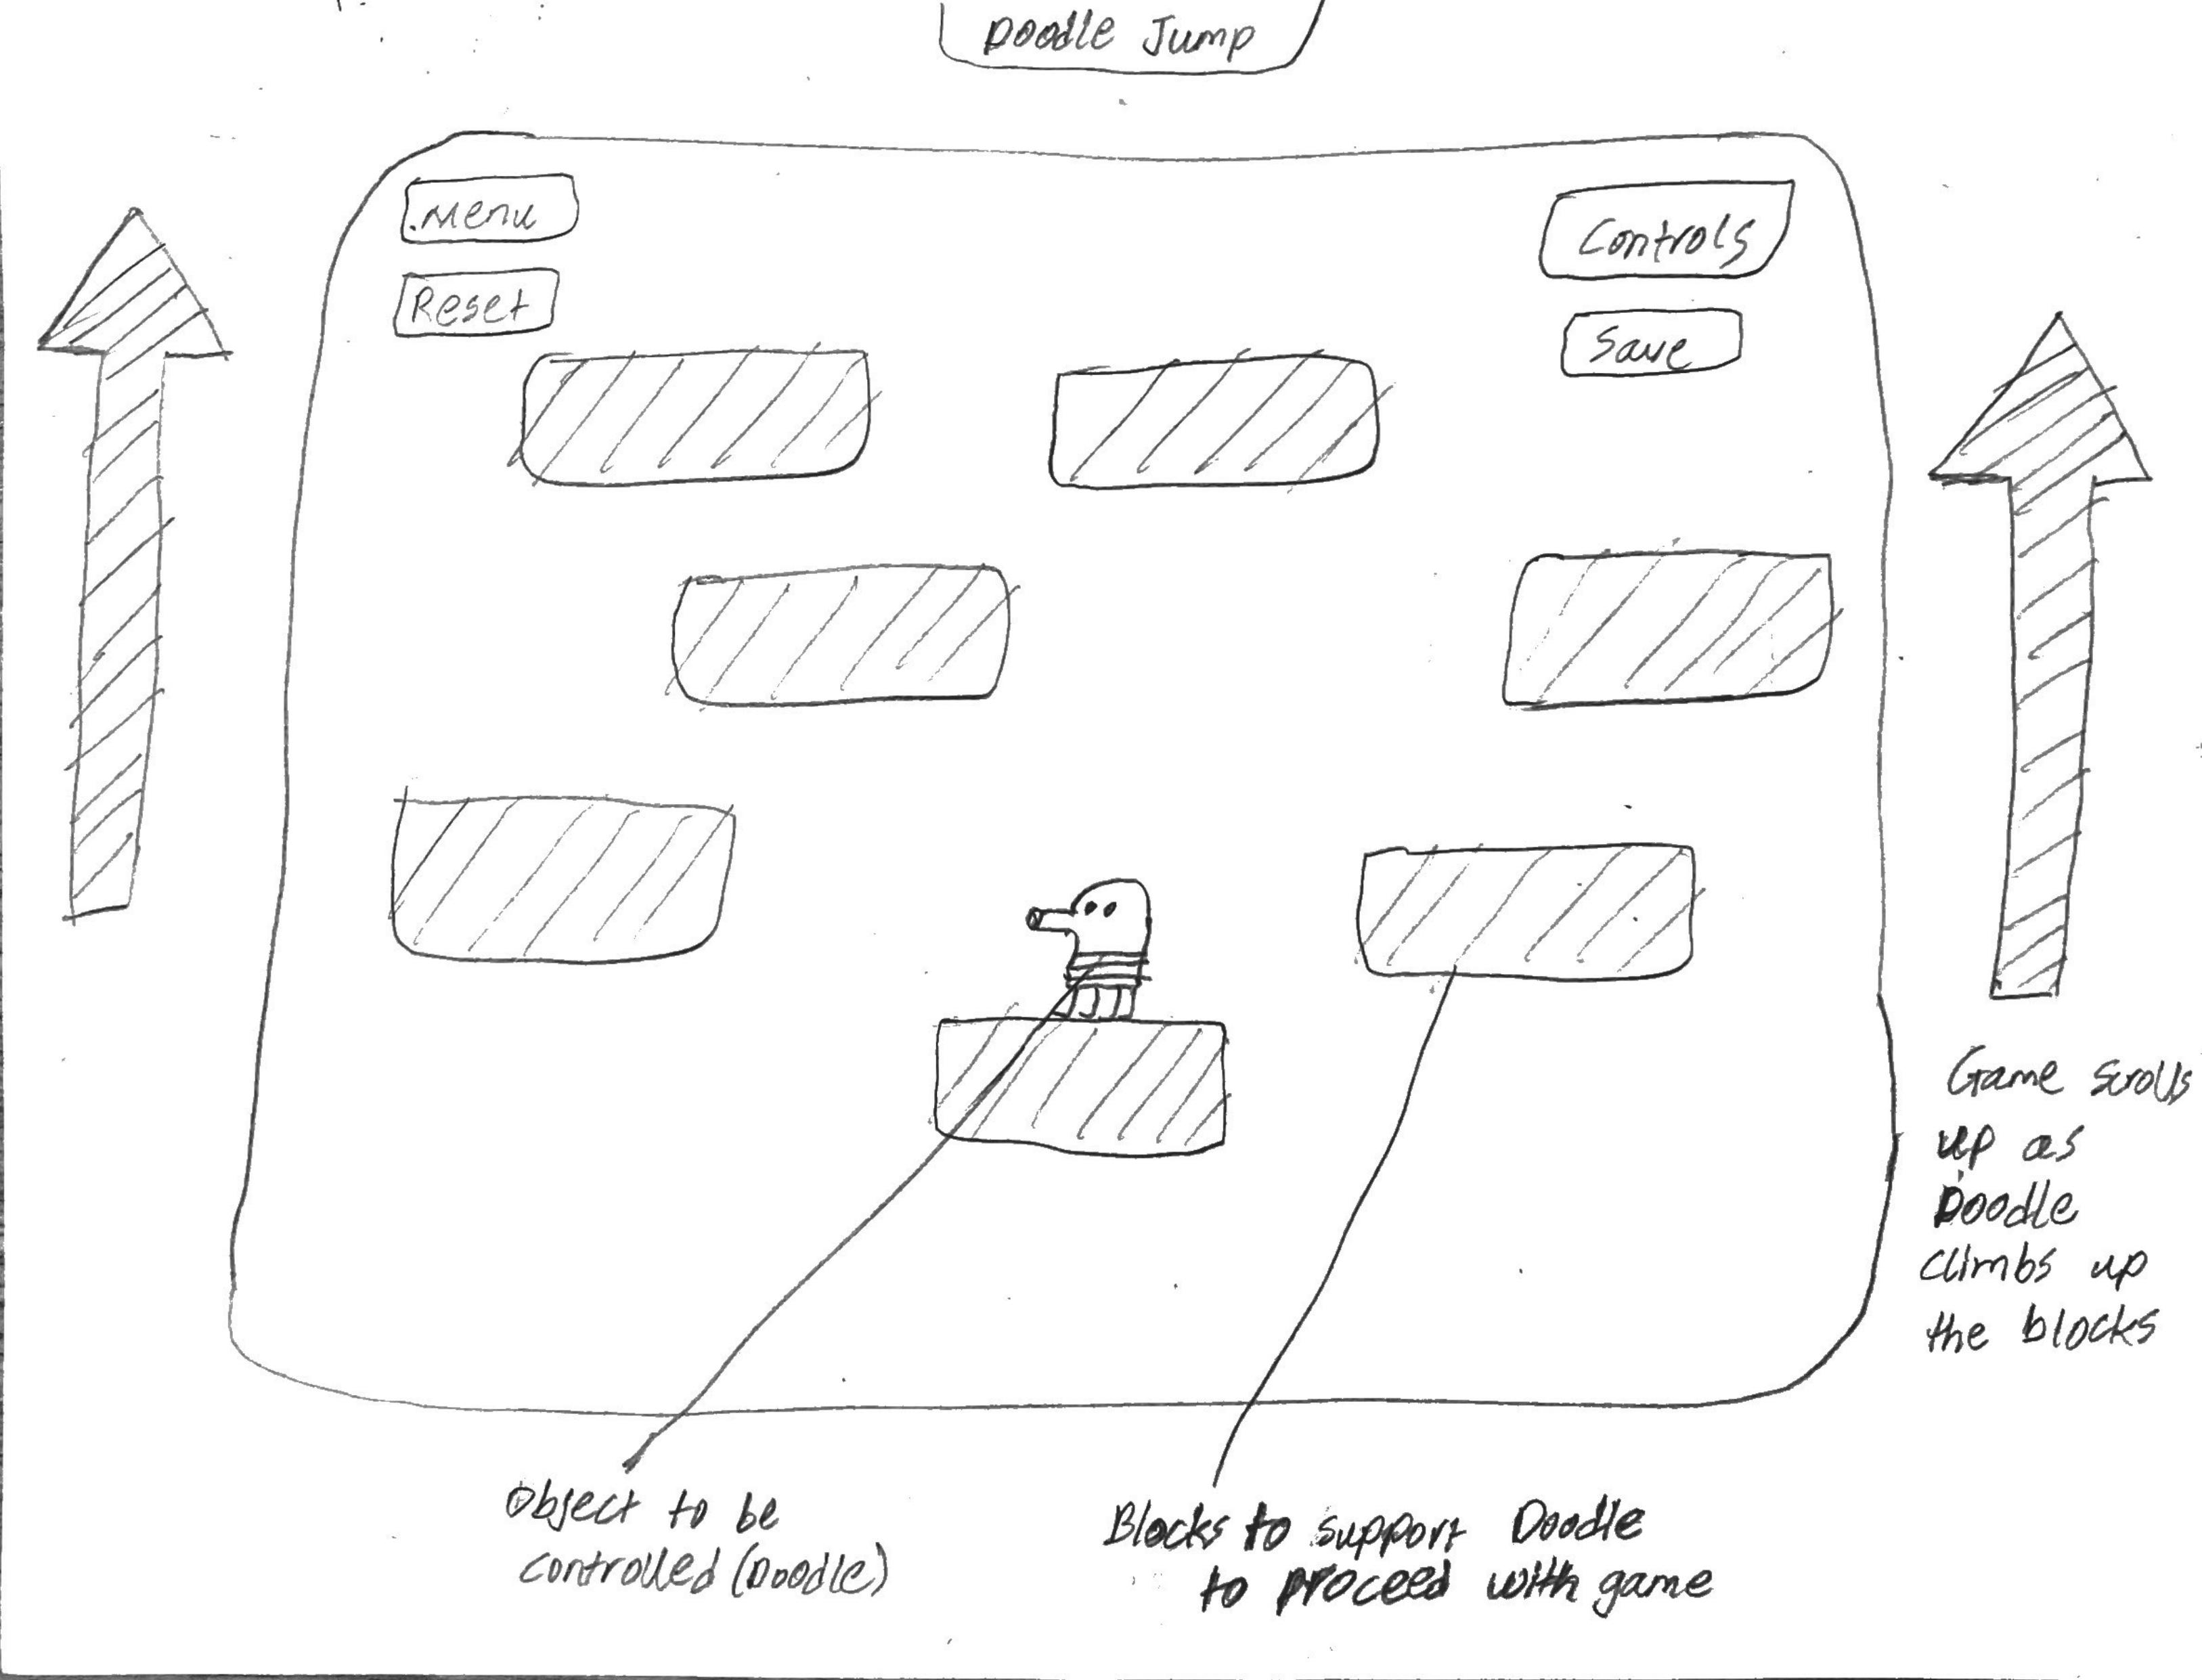 Doodle Jump
Menu
Controls
Reset
Save
Game scrolls
up as
Doodle
climbs up
the blocks
Object to be
controlled (Doodle)
Blocks to support Doodle
to proceed with game